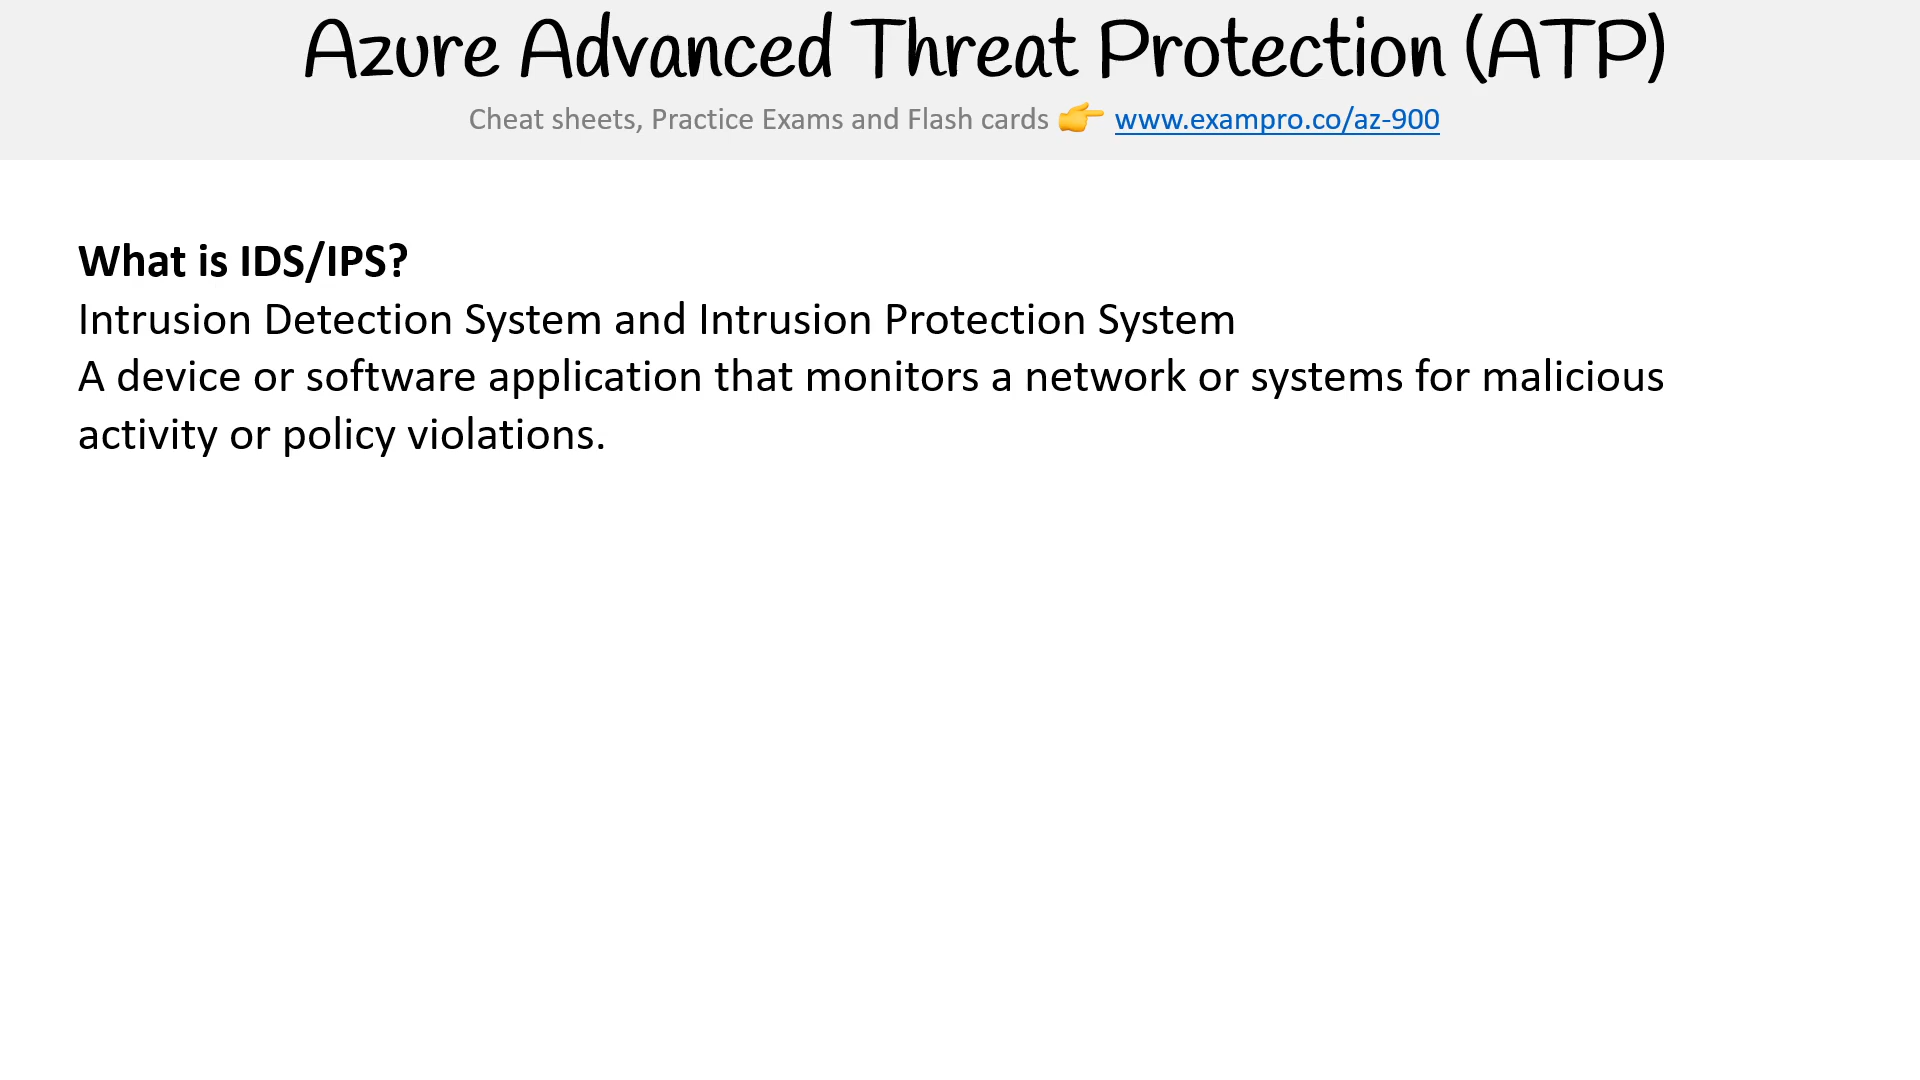 Azure Advanced Threat Protection (ATP)
Cheat sheets, Practice Exams and Flash cards 👉 www.exampro.co/az-900
What is IDS/IPS?
Intrusion Detection System and Intrusion Protection System
A device or software application that monitors a network or systems for malicious
activity or policy violations.